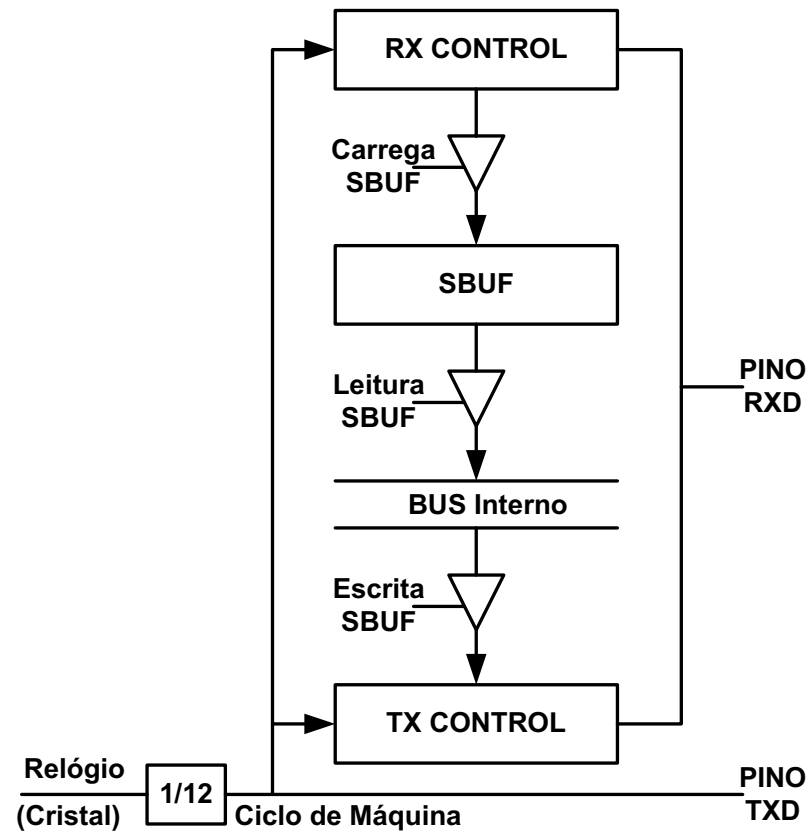 RX CONTROL
Carrega
SBUF
SBUF
Leitura
SBUF
PINO
RXD
BUS Interno
Escrita
SBUF
TX CONTROL
Relógio
(Cristal)
1/12
Ciclo de Máquina
PINO
TXD